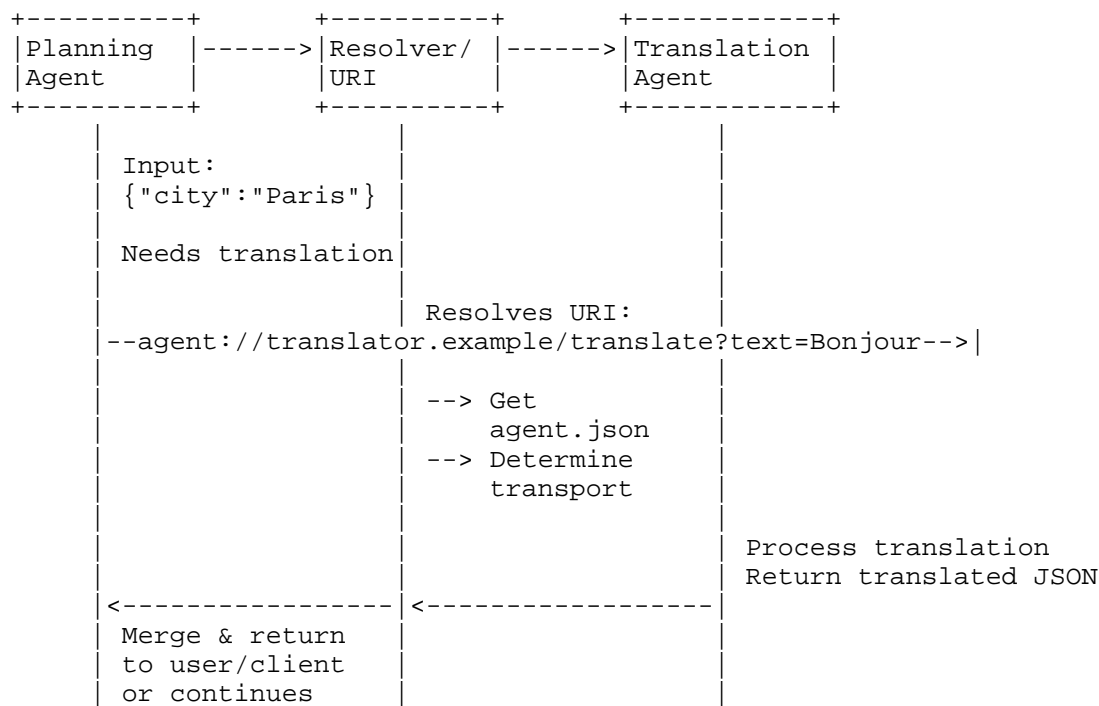 Planning Agent
Resolver/ URI
Translation Agent
Input:
{"city":"Paris"}
Needs translation
Resolves URI:
--agent://translator.example/translate?text=Bonjour-->
--> Get
agent.json
--> Determine
transport
Process translation
Return translated JSON
Merge & return
to user/client
or continues